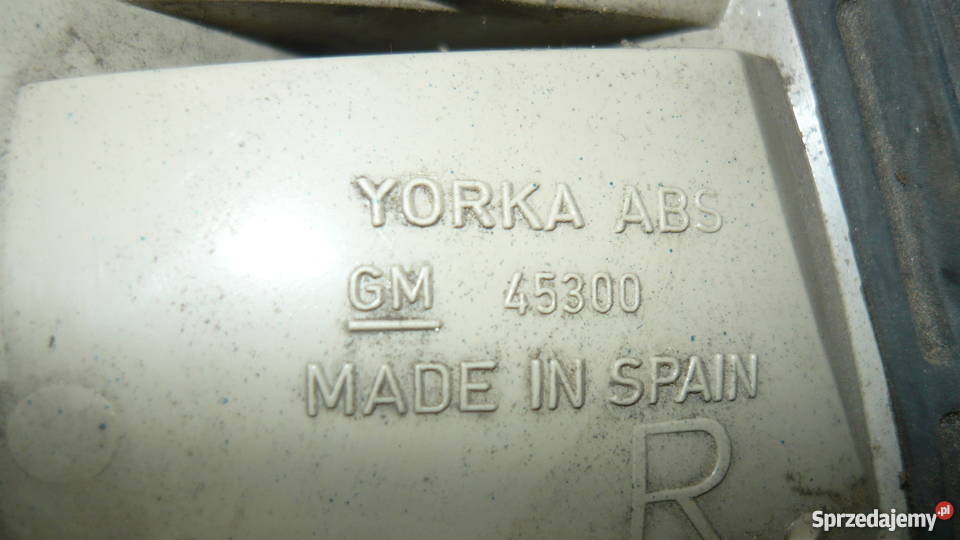 YORKA ABS
GM 45300
MADE IN SPAIN
R
Sprzedajemy.pl